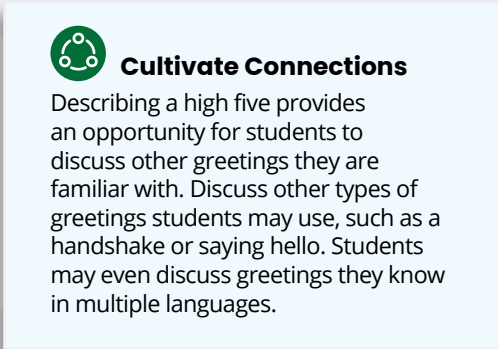 Cultivate Connections
Describing a high five provides
an opportunity for students to
discuss other greetings they are
familiar with. Discuss other types of
greetings students may use, such as a
handshake or saying hello. Students
may even discuss greetings they know
in multiple languages.